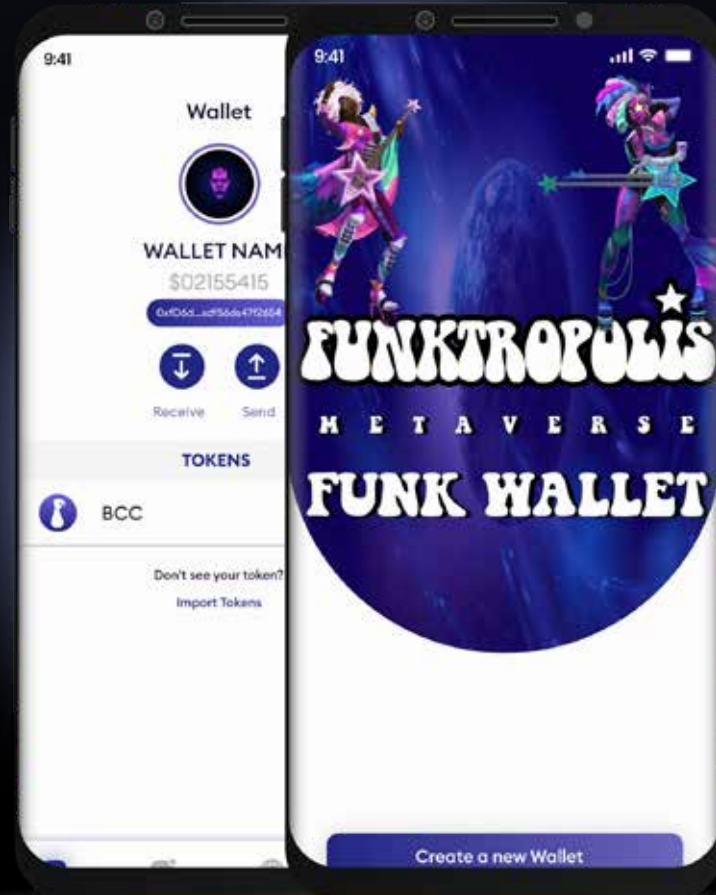 9:41
Wallet
WALLET NAM
$02155415
Receive
Send
TOKENS
BCC
Don't see your token?
Import Tokens
9:41
FUNKTROPOLIS
METAVERSE
FUNK WALLET
Create a new Wallet